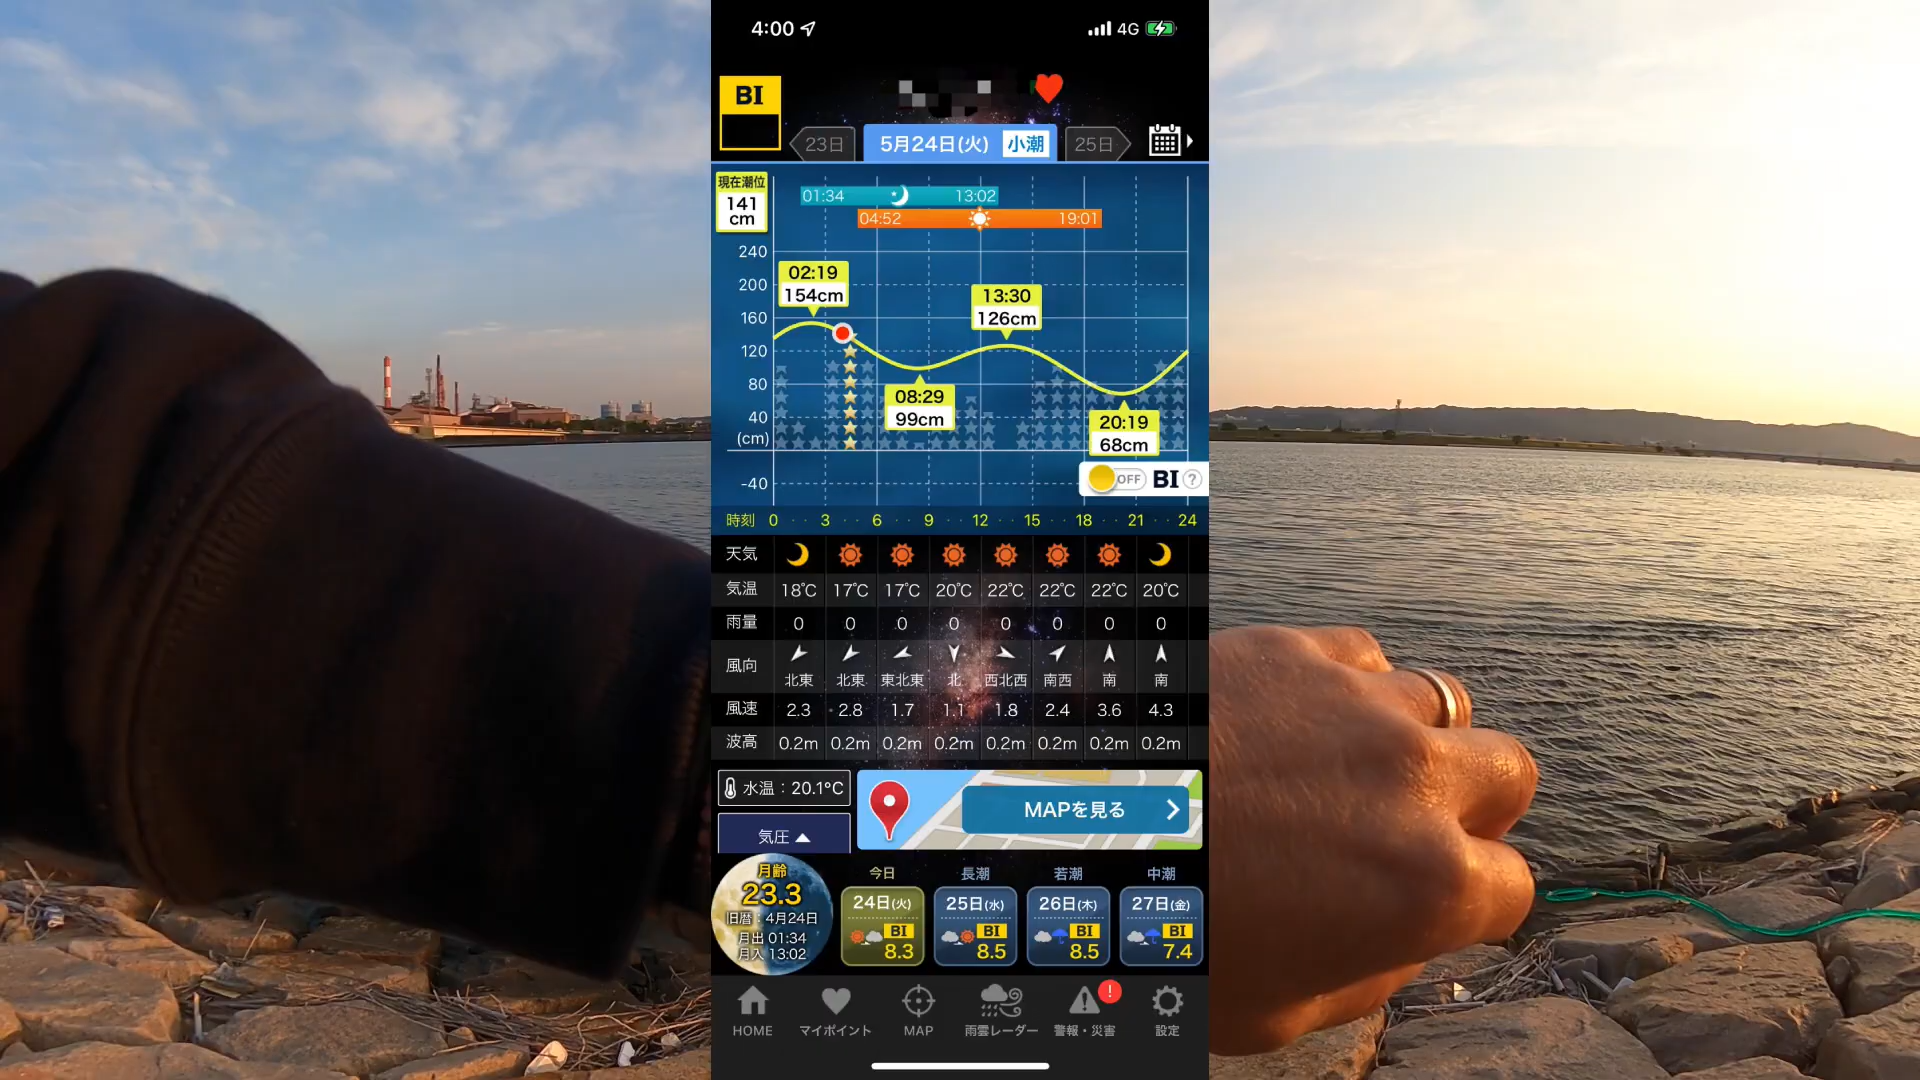 4:00
4G
BI
23日
5月24日(火) 小潮
25日
現在潮位
141
cm
01:34 13:02
04:52 19:01
240
200
160
120
80
40
(cm)
-40
02:19
154cm
13:30
126cm
08:29
99cm
20:19
68cm
OFF BI ?
時刻 0 3 6 9 12 15 18 21 24
天気
気温 18℃ 17℃ 17℃ 20℃ 22℃ 22℃ 22℃ 20℃
雨量 0 0 0 0 0 0 0 0
風向 北東 北東 東北東 北 西北西 南西 南 南
風速 2.3 2.8 1.7 1.1 1.8 2.4 3.6 4.3
波高 0.2m 0.2m 0.2m 0.2m 0.2m 0.2m 0.2m 0.2m
水温：20.1°C
気圧
MAPを見る
月齢
23.3
旧暦：4月24日
月出 01:34
月入 13:02
今日
24日(火)
BI
8.3
長潮
25日(水)
BI
8.5
若潮
26日(木)
BI
8.5
中潮
27日(金)
BI
7.4
HOME マイポイント MAP 雨雲レーダー 警報・災害 設定
!